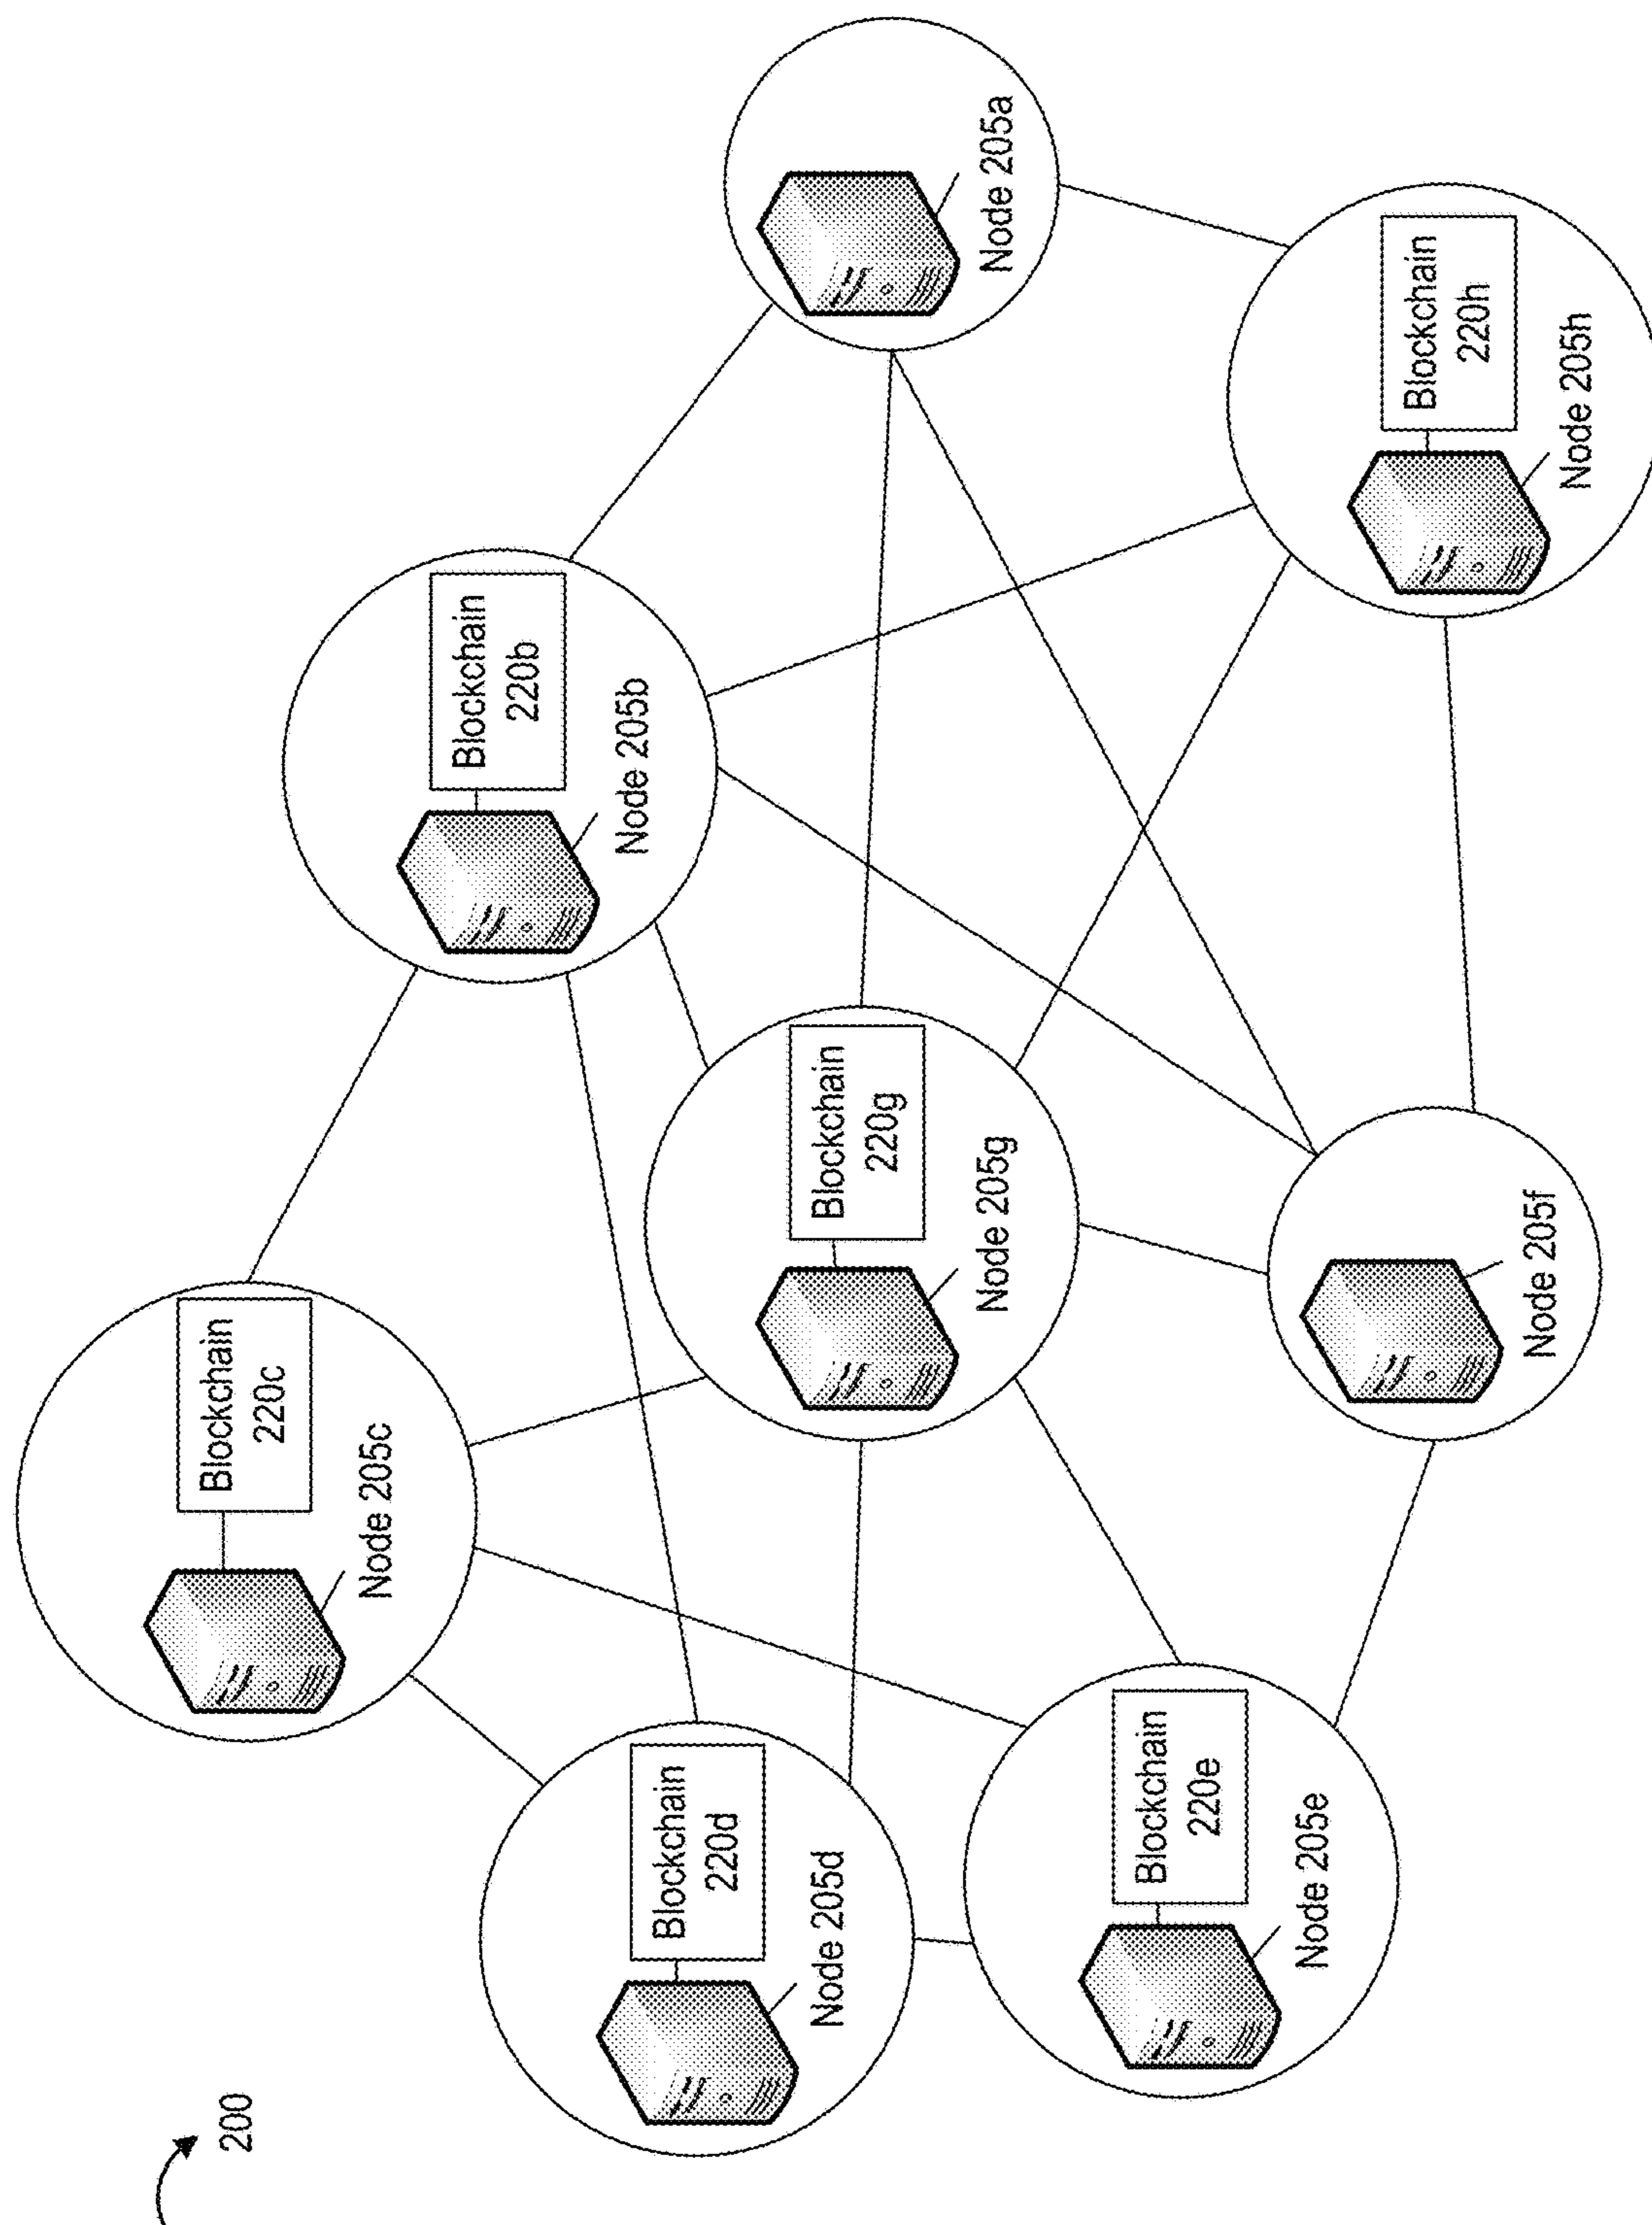 200
Blockchain
220c
Node 205c
Blockchain
220d
Node 205d
Blockchain
220b
Node 205b
Blockchain
220g
Node 205g
Blockchain
220e
Node 205e
Node 205a
Node 205f
Blockchain
220h
Node 205h